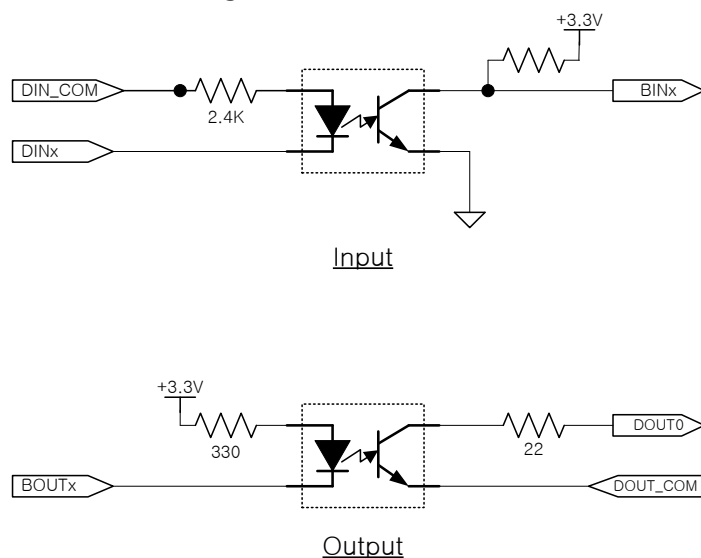 +3.3V
DIN_COM
2.4K
BINx
DINx
Input
+3.3V
330
22
DOUT0
BOUTx
DOUT_COM
Output